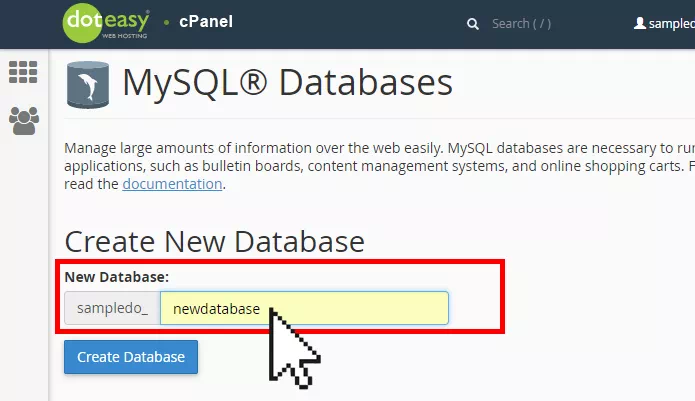 doteasy®
WEB HOSTING
• cPanel
Search ( / )
sampledo
MySQL® Databases
Manage large amounts of information over the web easily. MySQL databases are necessary to run
applications, such as bulletin boards, content management systems, and online shopping carts. F
read the documentation.
Create New Database
New Database:
sampledo_ newdatabase
Create Database